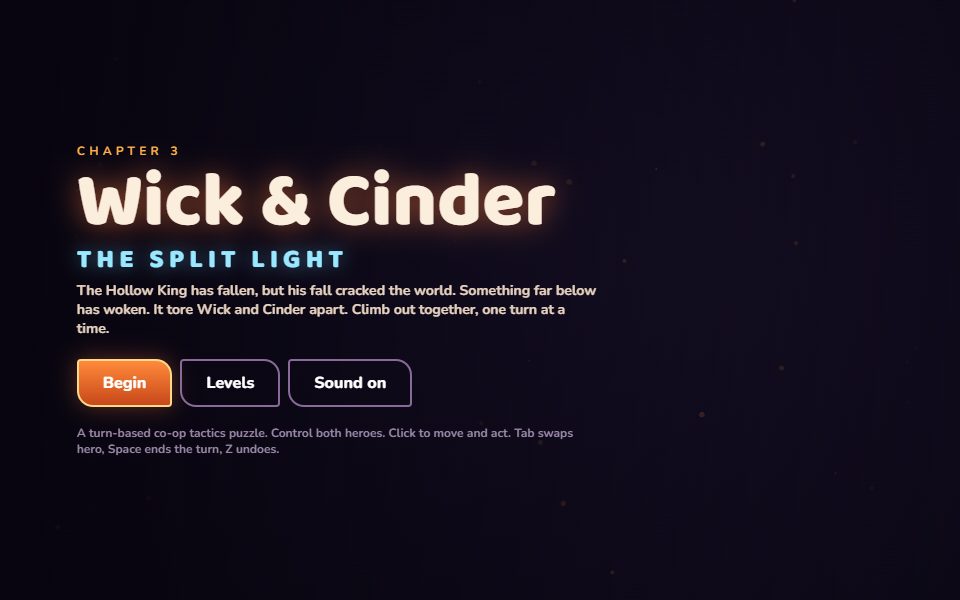 CHAPTER 3
Wick & Cinder
THE SPLIT LIGHT
The Hollow King has fallen, but his fall cracked the world. Something far below
has woken. It tore Wick and Cinder apart. Climb out together, one turn at a
time.
Begin
Levels
Sound on
A turn-based co-op tactics puzzle. Control both heroes. Click to move and act. Tab swaps
hero, Space ends the turn, Z undoes.